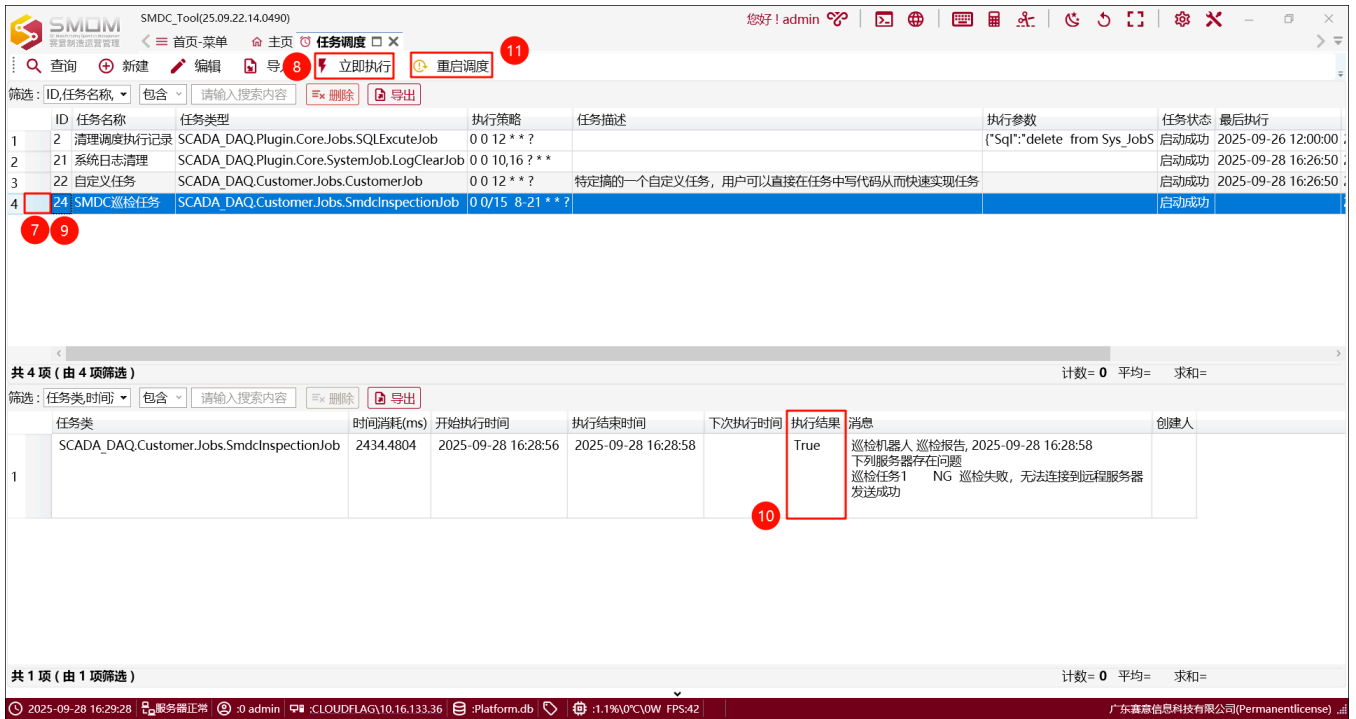 SMOM SMDC_Tool(25.09.22.14.0490) 您好！admin
赛意制造运营管理 首页-菜单 主页 任务调度
查询 新建 编辑 导 8 立即执行 重启调度 11
筛选： ID,任务名称, 包含 请输入搜索内容 删除 导出
ID 任务名称 任务类型 执行策略 任务描述 执行参数 任务状态 最后执行
1 2 清理调度执行记录 SCADA_DAQ.Plugin.Core.Jobs.SQLExcuteJob 0 0 12 * * ? {"Sql":"delete from Sys_JobS 启动成功 2025-09-26 12:00:00
2 21 系统日志清理 SCADA_DAQ.Plugin.Core.SystemJob.LogClearJob 0 0 10,16 ? * * 启动成功 2025-09-28 16:26:50
3 22 自定义任务 SCADA_DAQ.Customer.Jobs.CustomerJob 0 0 12 * * ? 特定搞的一个自定义任务，用户可以直接在任务中写代码从而快速实现任务 启动成功 2025-09-28 16:26:50
4 24 SMDC巡检任务 SCADA_DAQ.Customer.Jobs.SmdcInspectionJob 0 0/15 8-21 * * ? 启动成功
7 9
共 4 项 ( 由 4 项筛选 ) 计数= 0 平均= 求和=
筛选： 任务类,时间 包含 请输入搜索内容 删除 导出
任务类 时间消耗(ms) 开始执行时间 执行结束时间 下次执行时间 执行结果 消息 创建人
1 SCADA_DAQ.Customer.Jobs.SmdcInspectionJob 2434.4804 2025-09-28 16:28:56 2025-09-28 16:28:58 True 巡检机器人 巡检报告, 2025-09-28 16:28:58
下列服务器存在问题
巡检任务1 NG 巡检失败，无法连接到远程服务器
发送成功
10
共 1 项 ( 由 1 项筛选 ) 计数= 0 平均= 求和=
2025-09-28 16:29:28 服务器正常 :0 admin :CLOUDFLAG\10.16.133.36 :Platform.db :1.1%\0℃\0W FPS:42 广东赛意信息科技有限公司(Permanentlicense)